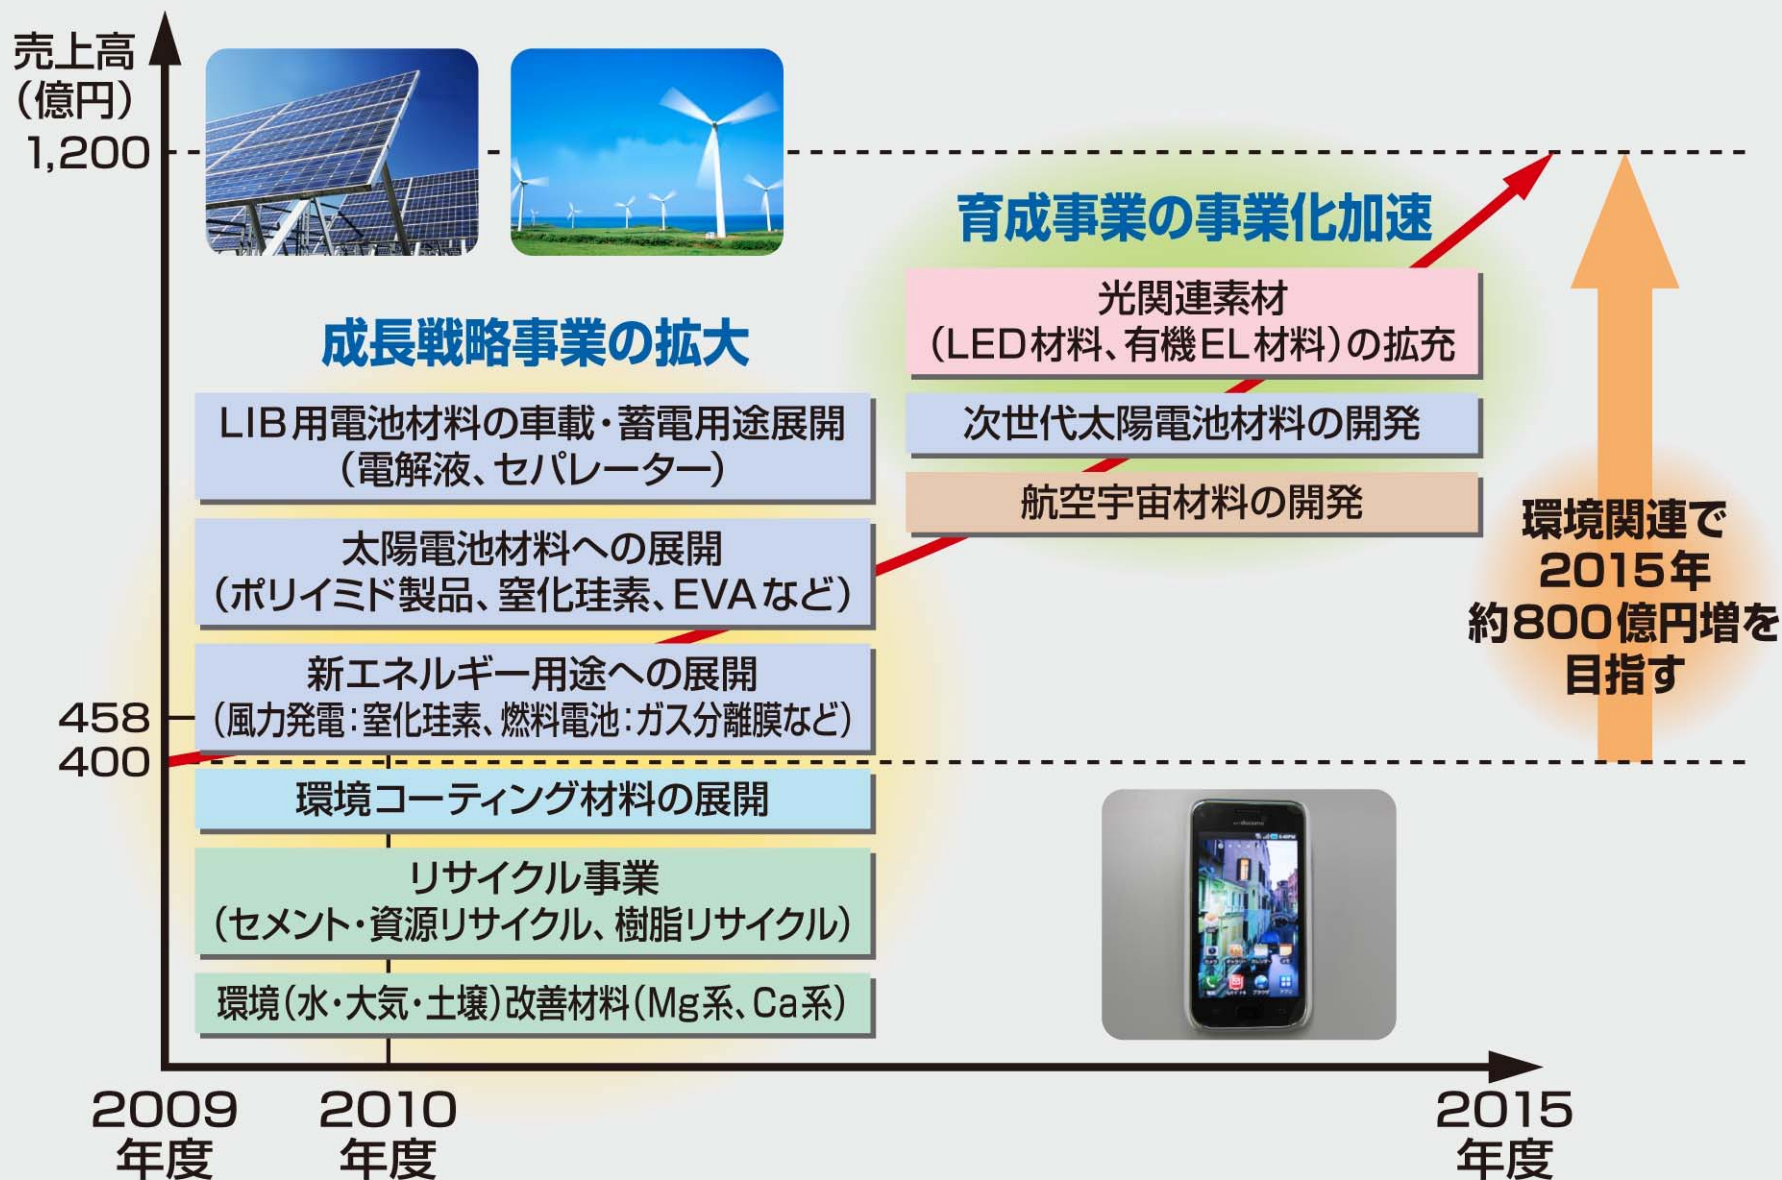 売上高
(億円)
1,200
458
400
成長戦略事業の拡大
LIB用電池材料の車載・蓄電用途展開
(電解液、セパレーター)
太陽電池材料への展開
(ポリイミド製品、窒化珪素、EVAなど)
新エネルギー用途への展開
(風力発電：窒化珪素、燃料電池：ガス分離膜など)
環境コーティング材料の展開
リサイクル事業
(セメント・資源リサイクル、樹脂リサイクル)
環境(水・大気・土壌)改善材料(Mg系、Ca系)
育成事業の事業化加速
光関連素材
(LED材料、有機EL材料)の拡充
次世代太陽電池材料の開発
航空宇宙材料の開発
環境関連で
2015年
約800億円増を
目指す
2009
年度
2010
年度
2015
年度